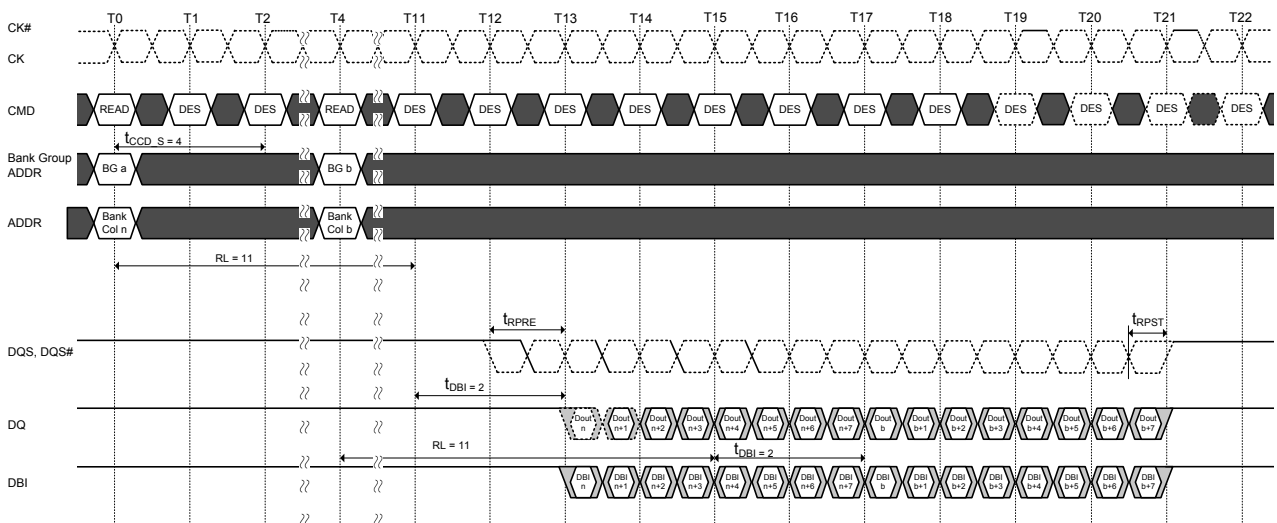 T0 T1 T2 T4 T11 T12 T13 T14 T15 T16 T17 T18 T19 T20 T21 T22
CK#
CK
CMD READ DES DES READ DES DES DES DES DES DES DES DES DES DES DES DES
tCCD_S = 4
Bank Group
ADDR
BG a BG b
ADDR
Bank
Col n
Bank
Col b
RL = 11
tRPRE tRPST
DQS, DQS#
tDBI = 2
DQ
Dout
n
Dout
n+1
Dout
n+2
Dout
n+3
Dout
n+4
Dout
n+5
Dout
n+6
Dout
n+7
Dout
b
Dout
b+1
Dout
b+2
Dout
b+3
Dout
b+4
Dout
b+5
Dout
b+6
Dout
b+7
RL = 11 tDBI = 2
DBI
DBI
n
DBI
n+1
DBI
n+2
DBI
n+3
DBI
n+4
DBI
n+5
DBI
n+6
DBI
n+7
DBI
b
DBI
b+1
DBI
b+2
DBI
b+3
DBI
b+4
DBI
b+5
DBI
b+6
DBI
b+7